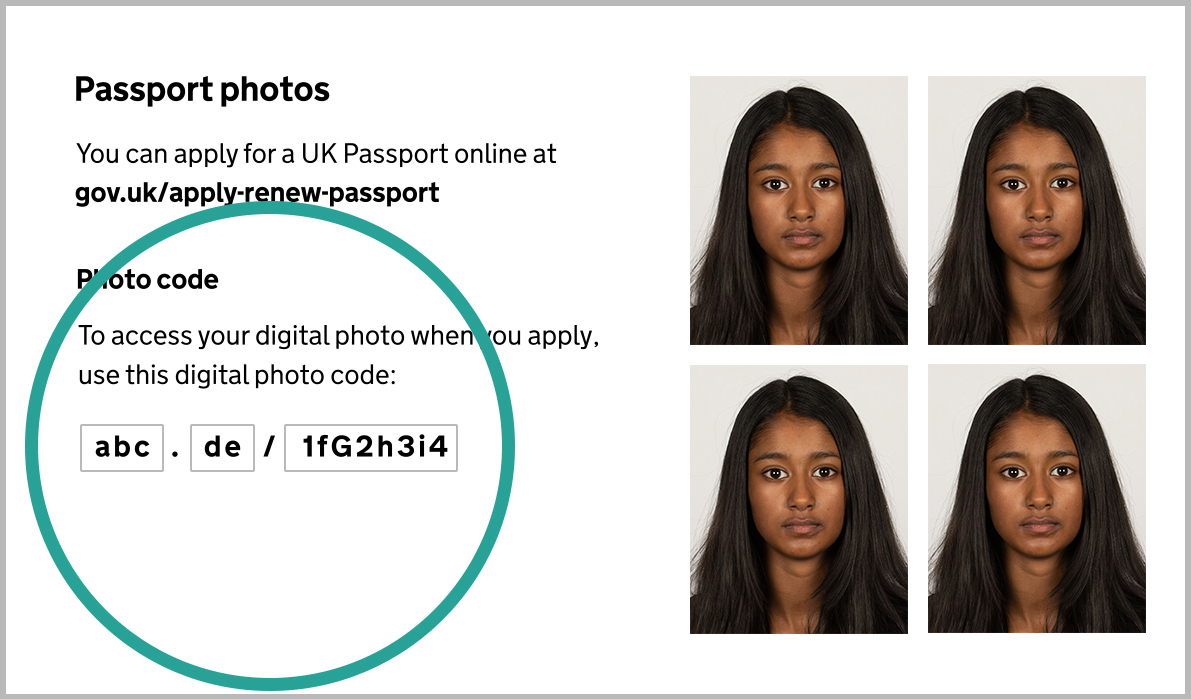 Passport photos
You can apply for a UK Passport online at
gov.uk/apply-renew-passport
Photo code
To access your digital photo when you apply,
use this digital photo code:
abc . de / 1fG2h3i4